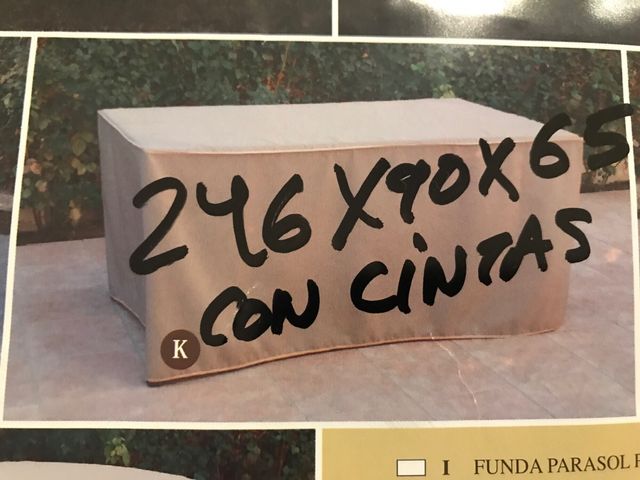 246X90X65
CON CINTAS
K
I FUNDA PARASOL